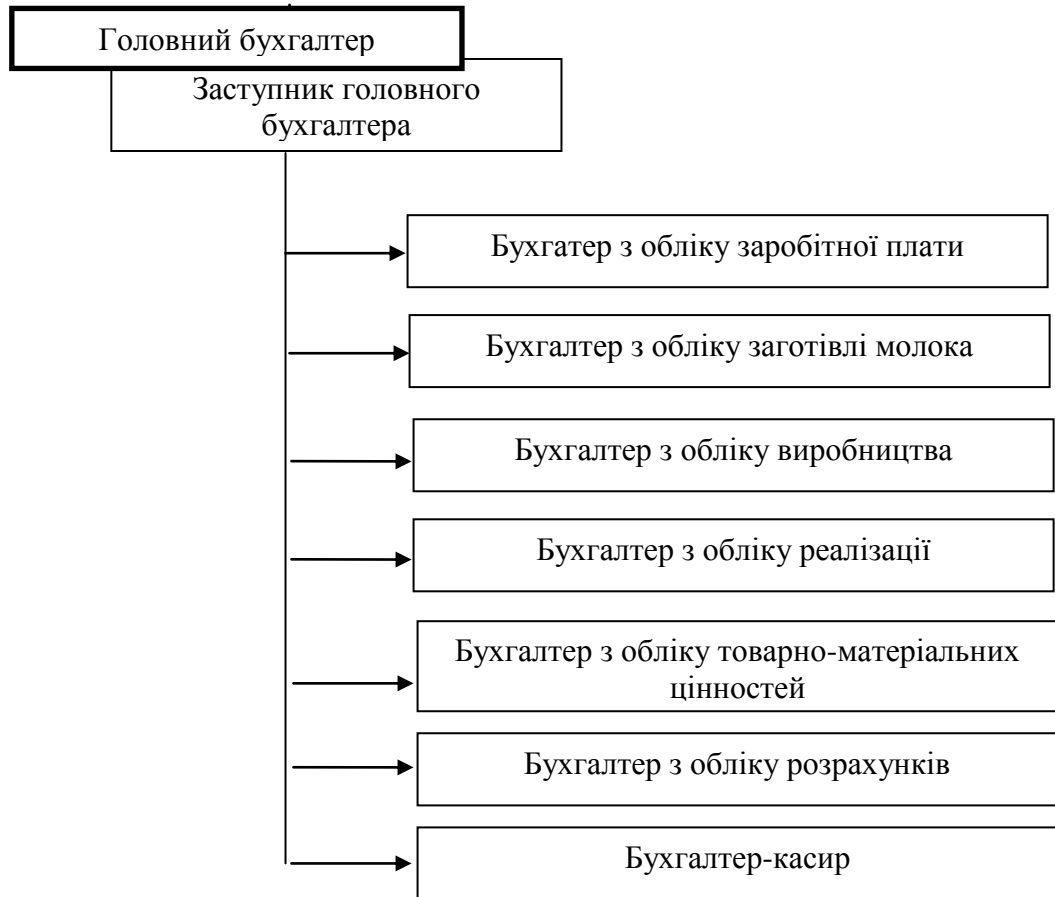 Головний бухгалтер
Заступник головного
бухгалтера
Бухгатер з обліку заробітної плати
Бухгалтер з обліку заготівлі молока
Бухгалтер з обліку виробництва
Бухгалтер з обліку реалізації
Бухгалтер з обліку товарно-матеріальних
цінностей
Бухгалтер з обліку розрахунків
Бухгалтер-касир